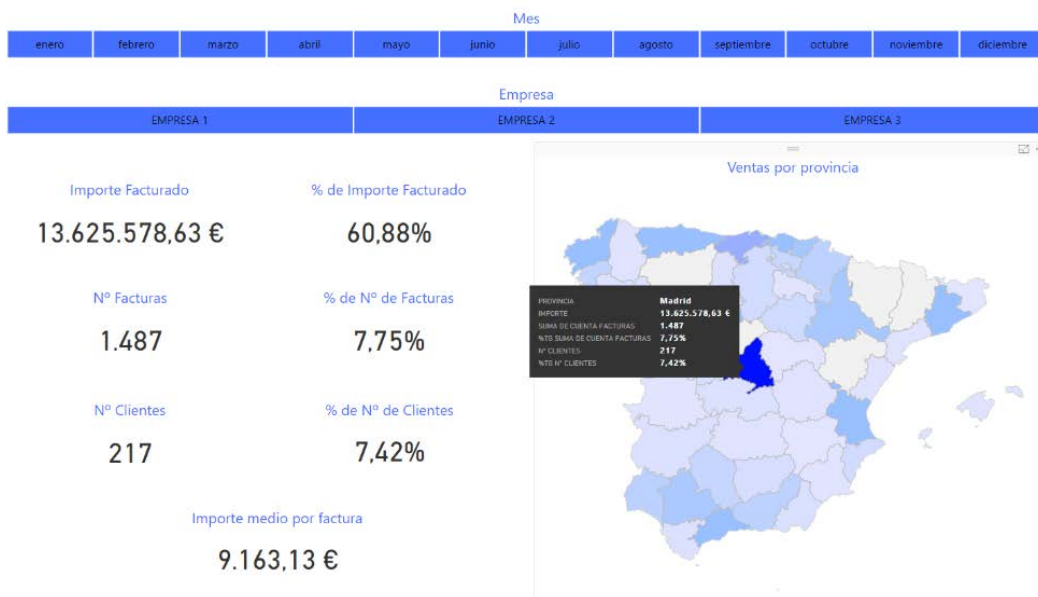 Mes
enero febrero marzo abril mayo junio julio agosto septiembre octubre noviembre diciembre
Empresa
EMPRESA 1 EMPRESA 2 EMPRESA 3
Importe Facturado
13.625.578,63 €
% de Importe Facturado
60,88%
Nº Facturas
1.487
% de Nº de Facturas
7,75%
Nº Clientes
217
% de Nº de Clientes
7,42%
Importe medio por factura
9.163,13 €
Ventas por provincia
PROVINCIA Madrid
IMPORTE 13.625.578,63 €
SUMA DE CUENTA FACTURAS 1.487
%TG SUMA DE CUENTA FACTURAS 7,75%
Nº CLIENTES 217
%TG Nº CLIENTES 7,42%